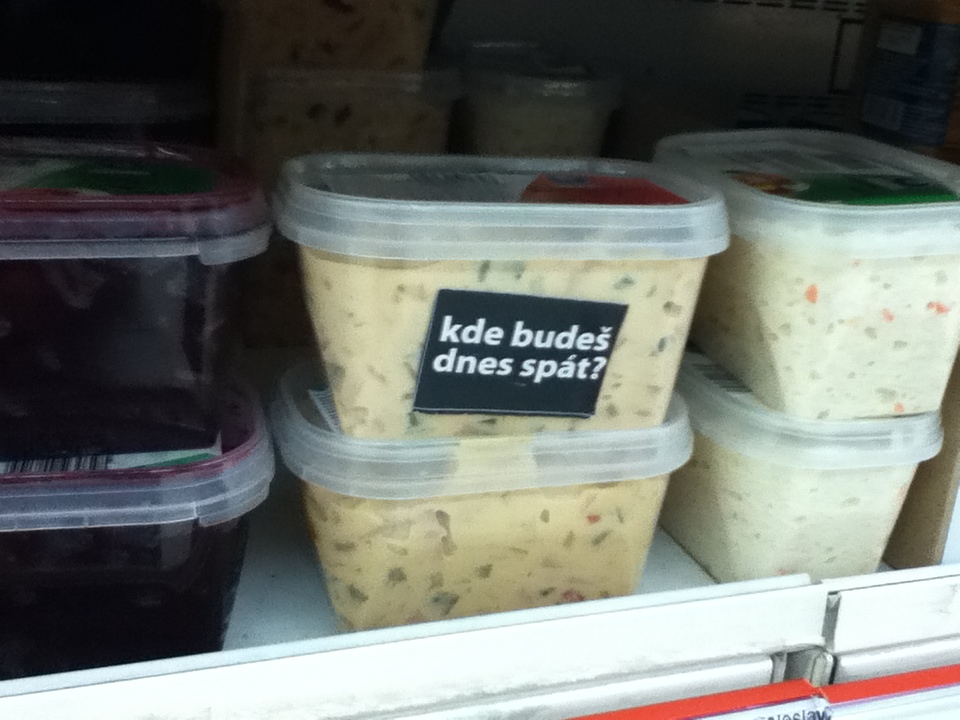 kde budeš
dnes spát?